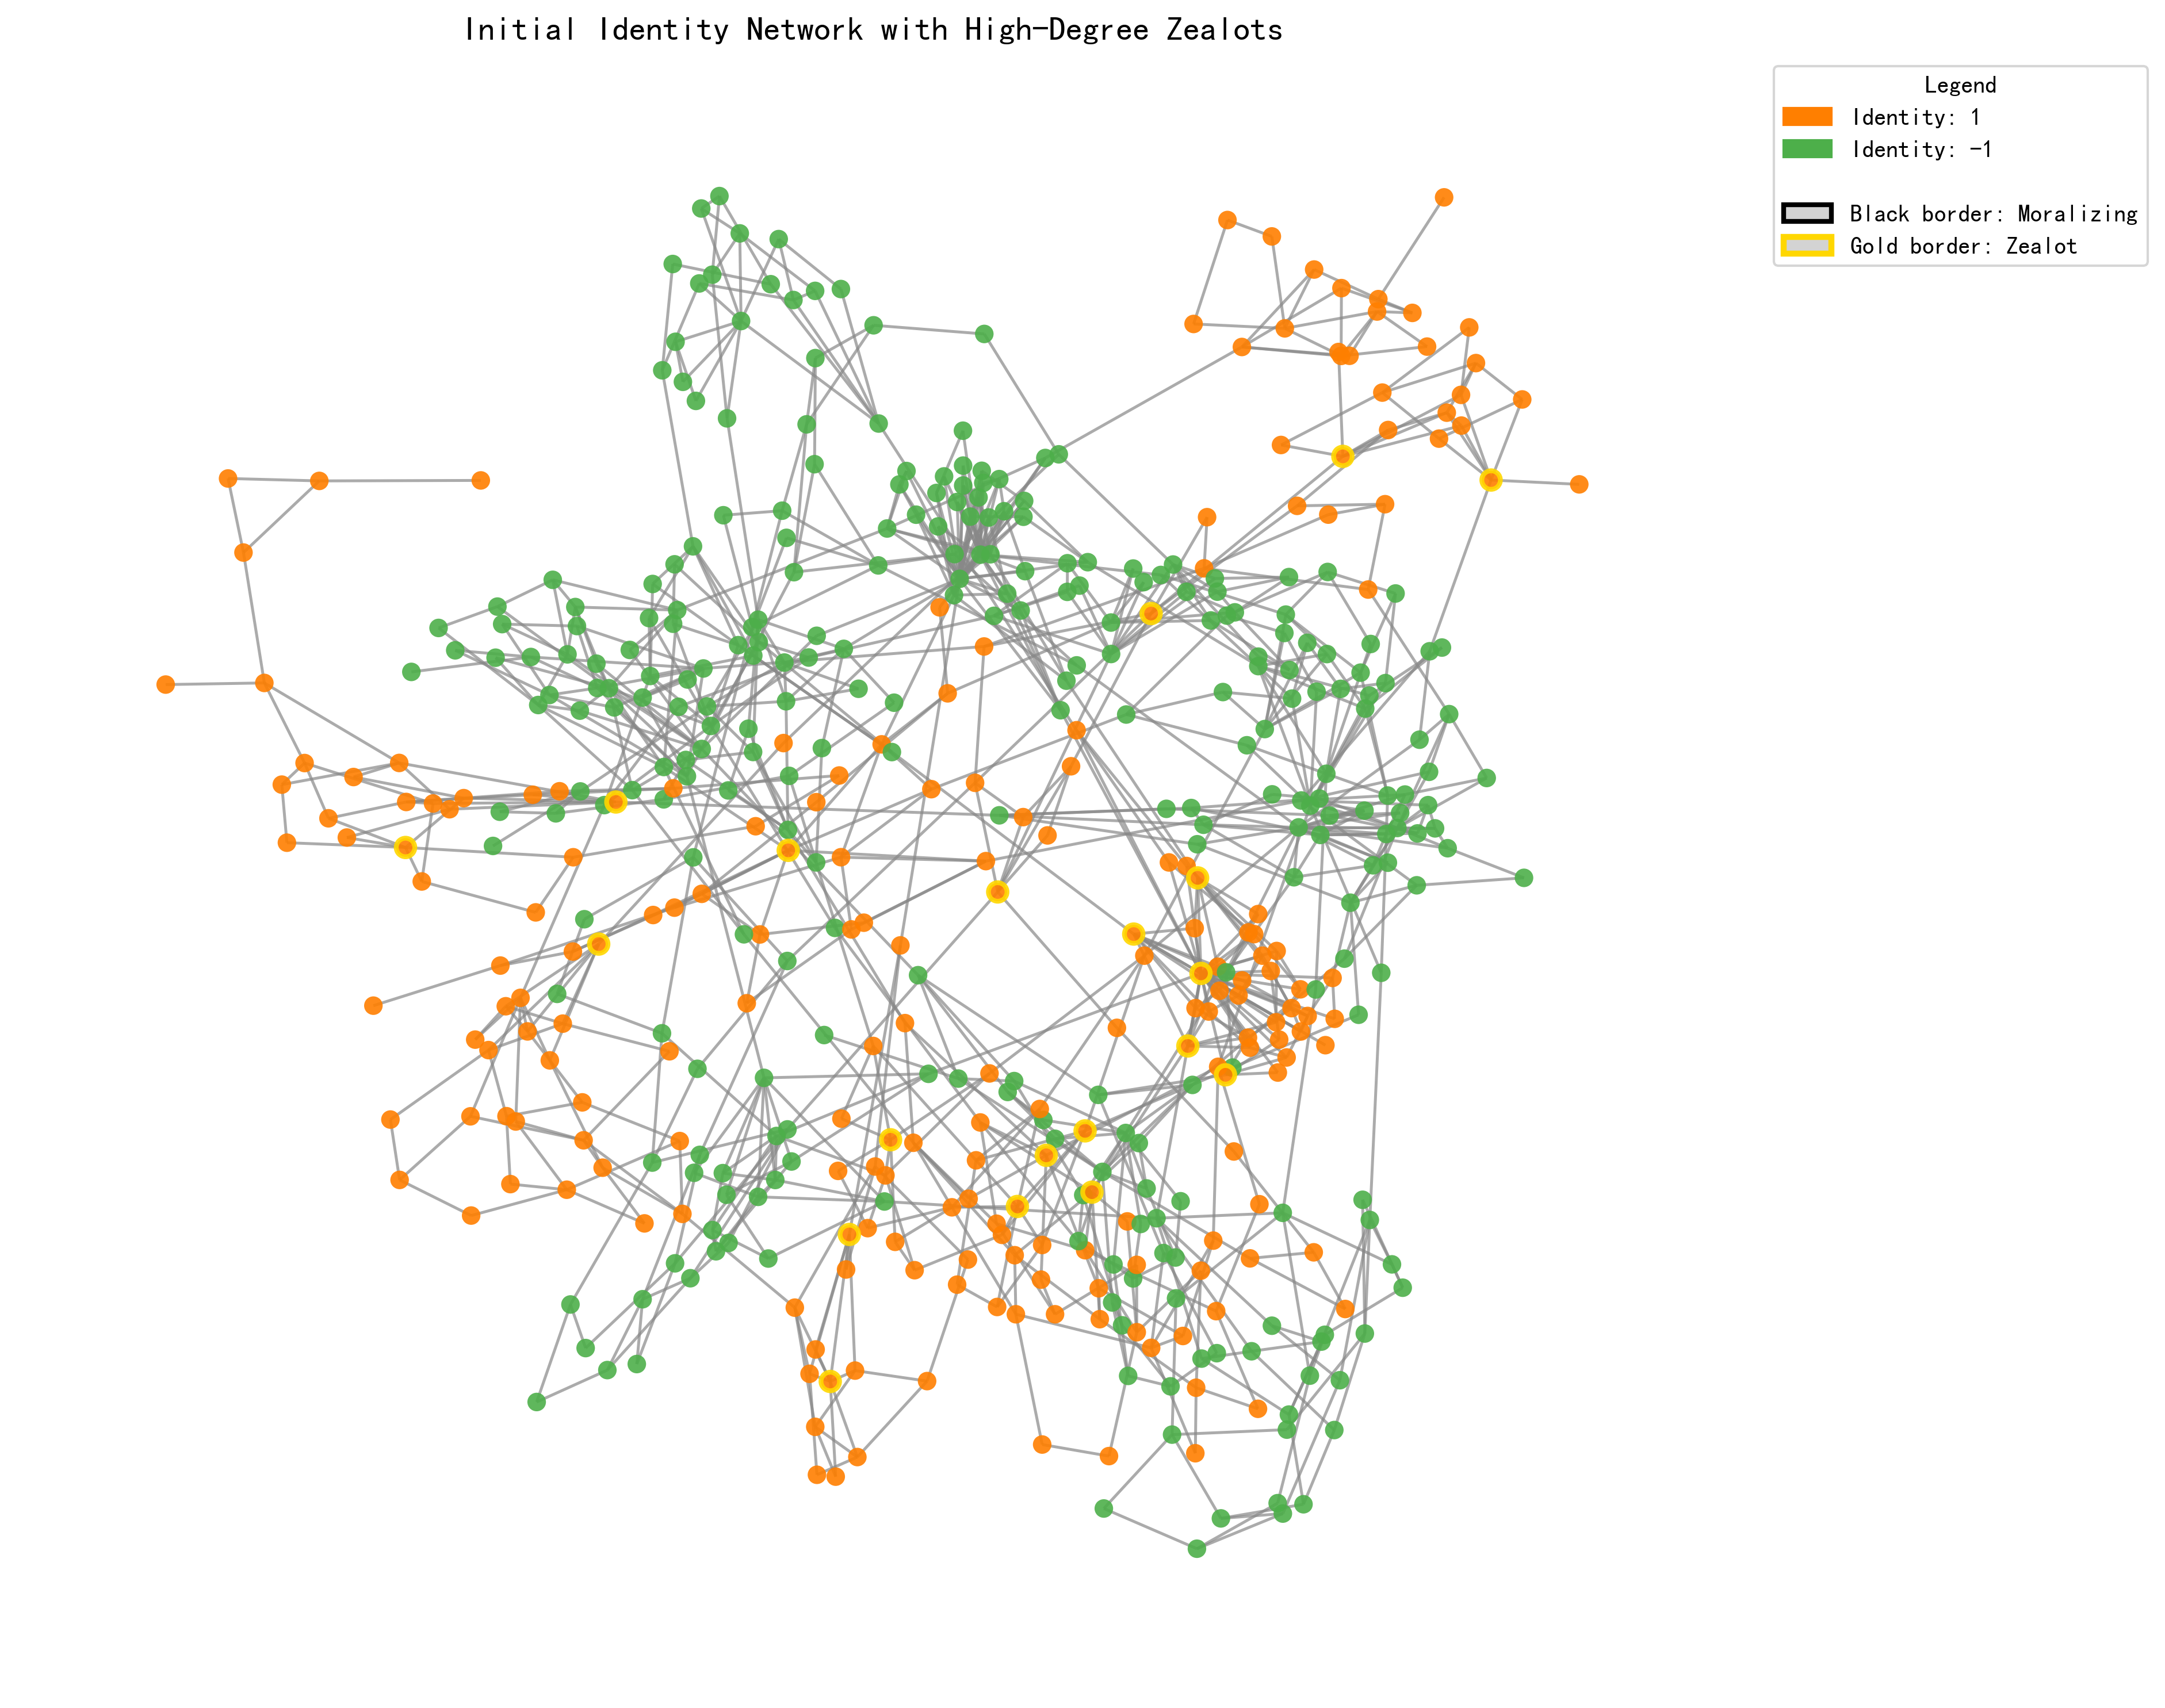 Initial Identity Network with High-Degree Zealots
Legend
Identity: 1
Identity: -1
Black border: Moralizing
Gold border: Zealot